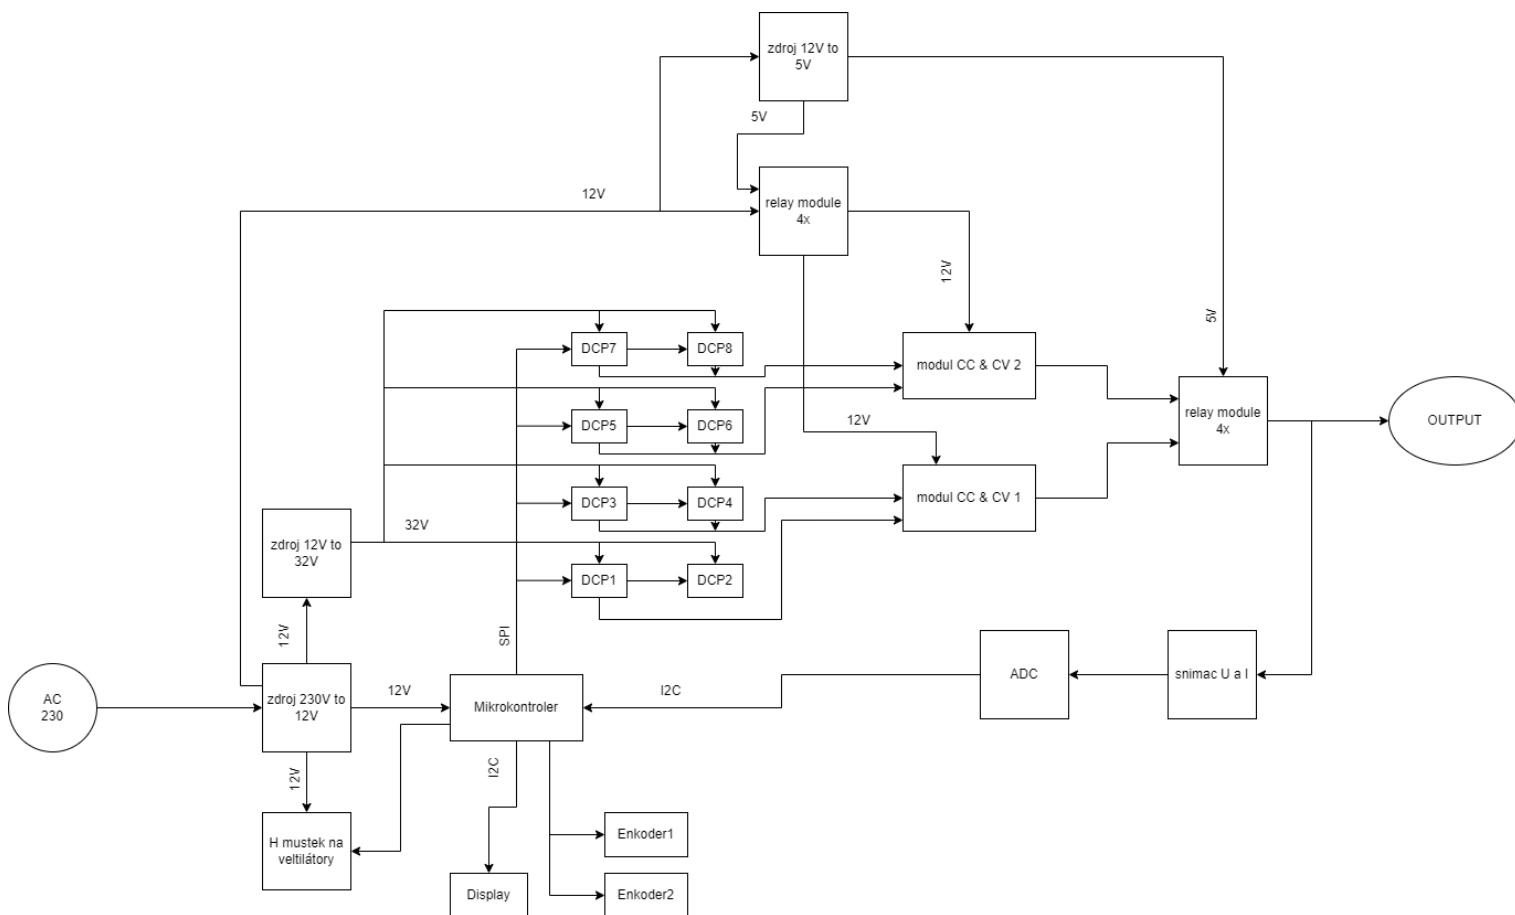 zdroj 12V to
5V
5V
12V
relay module
4x
12V
5V
DCP7
DCP8
modul CC & CV 2
DCP5
DCP6
12V
relay module
4x
OUTPUT
DCP3
DCP4
modul CC & CV 1
32V
zdroj 12V to
32V
DCP1
DCP2
12V
SPI
AC
230
zdroj 230V to
12V
12V
Mikrokontroler
I2C
ADC
snimac U a I
12V
I2C
H mustek na
veltilátory
Enkoder1
Display
Enkoder2